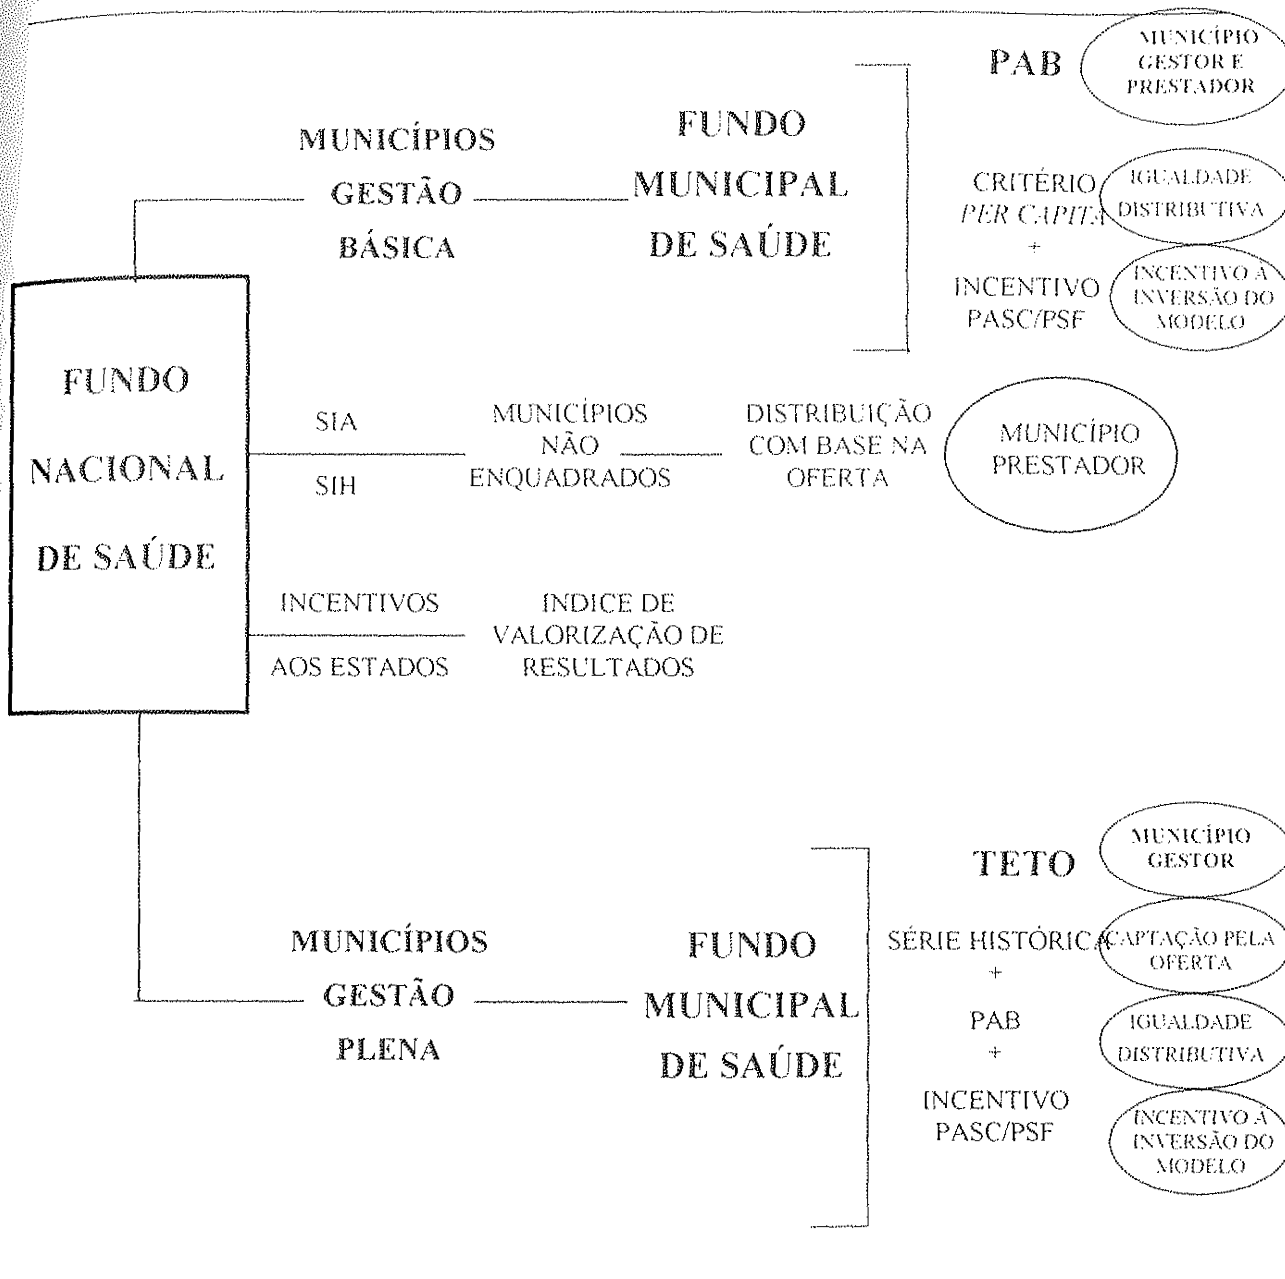 PAB
MUNICÍPIO
GESTOR E
PRESTADOR
MUNICÍPIOS
GESTÃO
BÁSICA
FUNDO
MUNICIPAL
DE SAÚDE
CRITÉRIO
PER CAPITA
+
INCENTIVO
PASC/PSF
IGUALDADE
DISTRIBUTIVA
INCENTIVO À
INVERSÃO DO
MODELO
FUNDO
NACIONAL
DE SAÚDE
SIA
SIH
MUNICÍPIOS
NÃO
ENQUADRADOS
DISTRIBUIÇÃO
COM BASE NA
OFERTA
MUNICÍPIO
PRESTADOR
INCENTIVOS
AOS ESTADOS
ÍNDICE DE
VALORIZAÇÃO DE
RESULTADOS
MUNICÍPIOS
GESTÃO
PLENA
FUNDO
MUNICIPAL
DE SAÚDE
TETO
MUNICÍPIO
GESTOR
SÉRIE HISTÓRICA
+
PAB
+
INCENTIVO
PASC/PSF
CAPTAÇÃO PELA
OFERTA
IGUALDADE
DISTRIBUTIVA
INCENTIVO À
INVERSÃO DO
MODELO